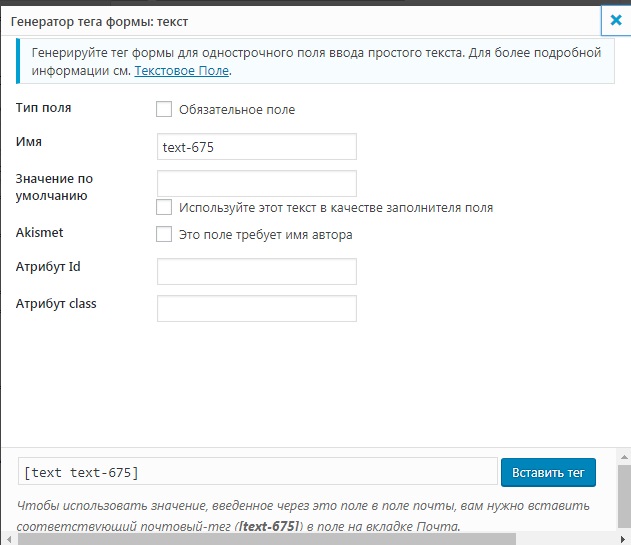 Генератор тега формы: текст
Генерируйте тег формы для однострочного поля ввода простого текста. Для более подробной
информации см. Текстовое Поле.
Тип поля
Обязательное поле
Имя
text-675
Значение по
умолчанию
Используйте этот текст в качестве заполнителя поля
Akismet
Это поле требует имя автора
Атрибут Id
Атрибут class
[text text-675]
Вставить тег
Чтобы использовать значение, введенное через это поле в поле почты, вам нужно вставить
соответствующий почтовый-тег ([text-675]) в поле на вкладке Почта.